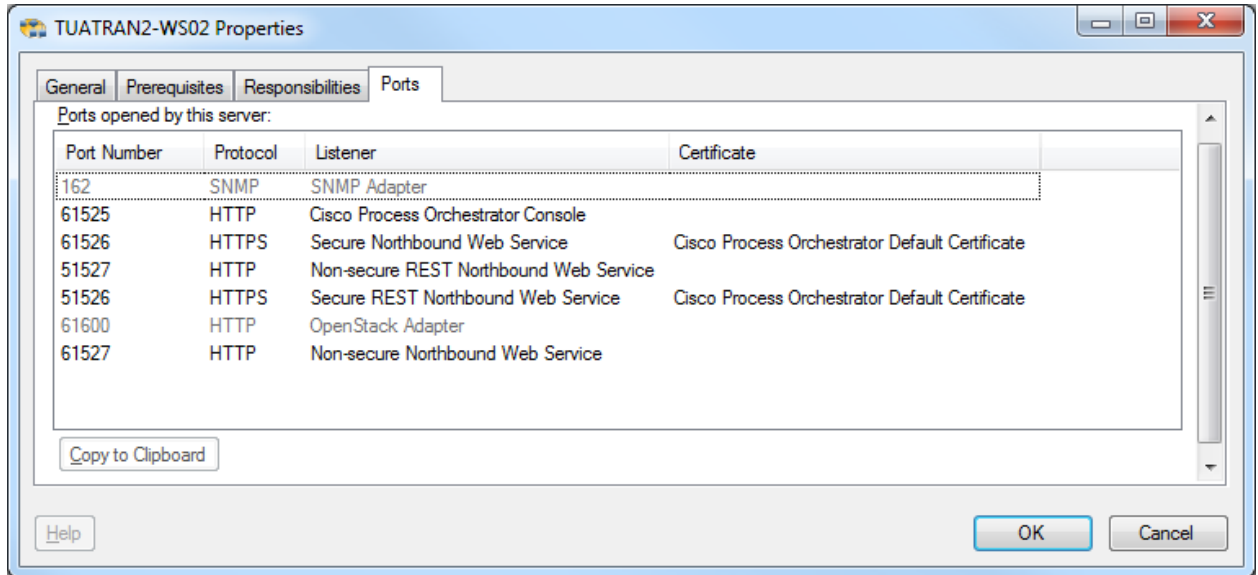 TUATRAN2-WS02 Properties
General Prerequisites Responsibilities Ports
Ports opened by this server:
Port Number Protocol Listener Certificate
162 SNMP SNMP Adapter
61525 HTTP Cisco Process Orchestrator Console
61526 HTTPS Secure Northbound Web Service Cisco Process Orchestrator Default Certificate
51527 HTTP Non-secure REST Northbound Web Service
51526 HTTPS Secure REST Northbound Web Service Cisco Process Orchestrator Default Certificate
61600 HTTP OpenStack Adapter
61527 HTTP Non-secure Northbound Web Service
Copy to Clipboard
Help OK Cancel